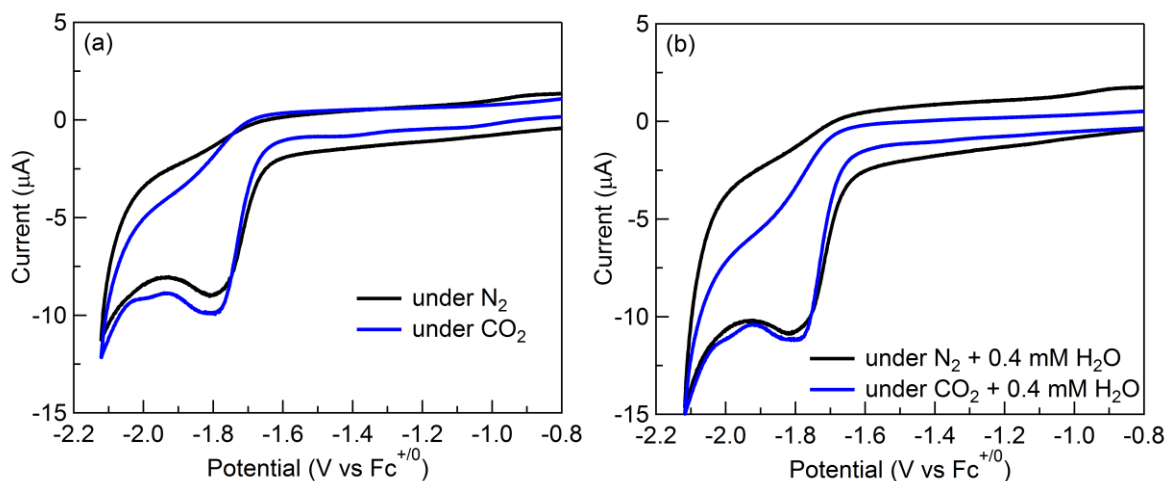 (a)
5
0
-5
-10
-15
Current (μA)
under N2
under CO2
-2.2 -2.0 -1.8 -1.6 -1.4 -1.2 -1.0 -0.8
Potential (V vs Fc+/0)
(b)
5
0
-5
-10
-15
Current (μA)
under N2 + 0.4 mM H2O
under CO2 + 0.4 mM H2O
-2.2 -2.0 -1.8 -1.6 -1.4 -1.2 -1.0 -0.8
Potential (V vs Fc+/0)